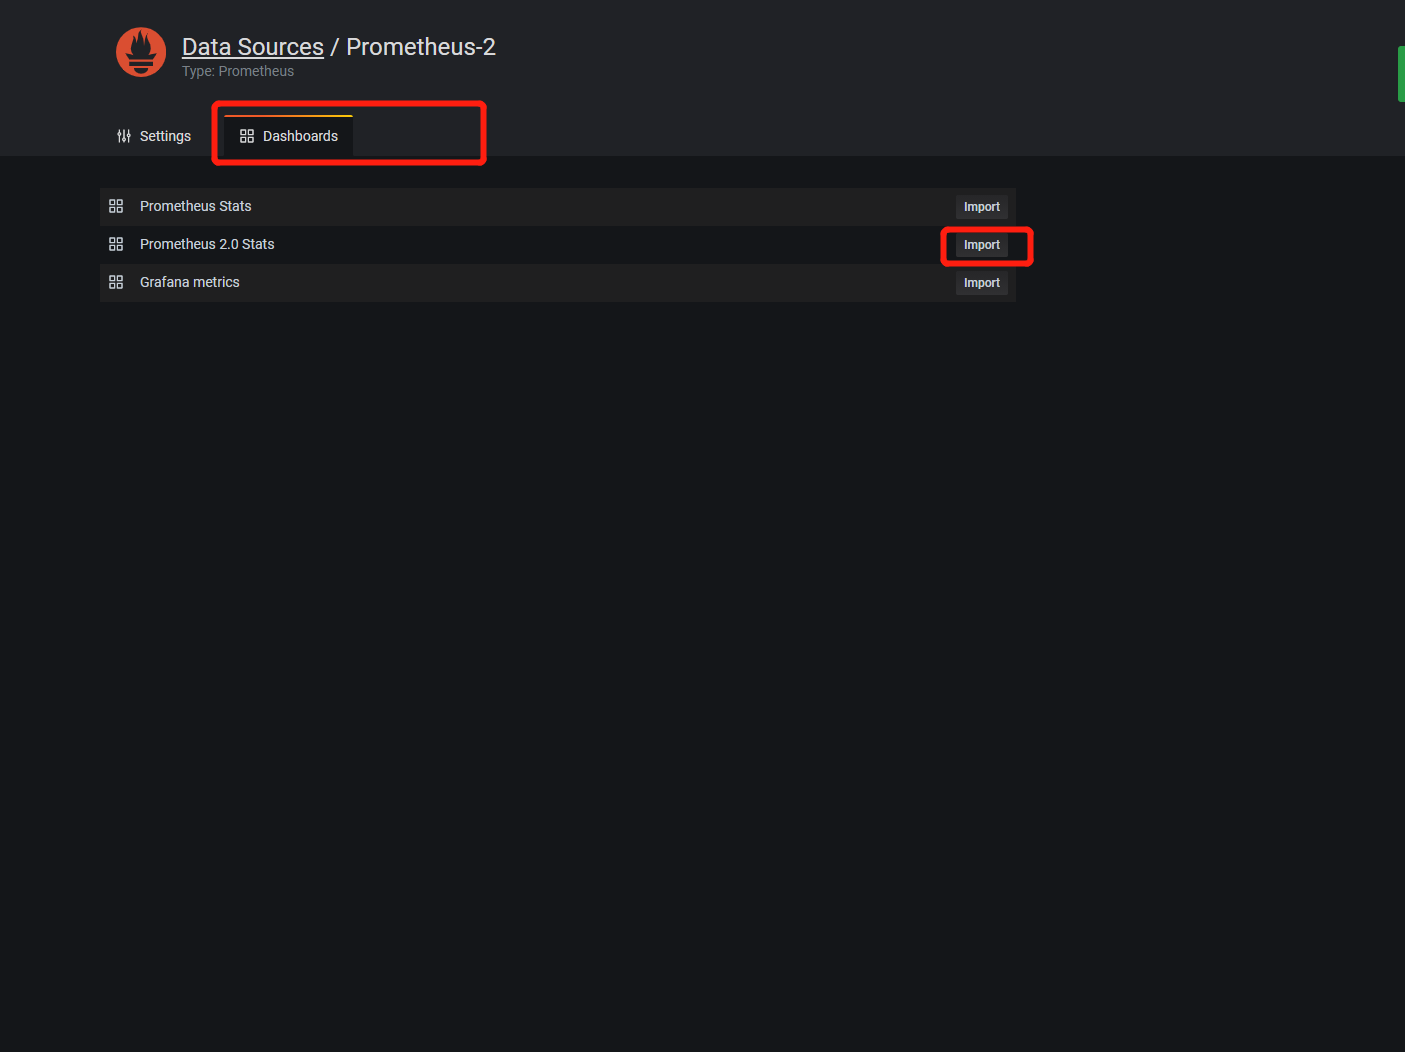 Data Sources / Prometheus-2
Type: Prometheus
Settings
Dashboards
Prometheus Stats
Import
Prometheus 2.0 Stats
Import
Grafana metrics
Import